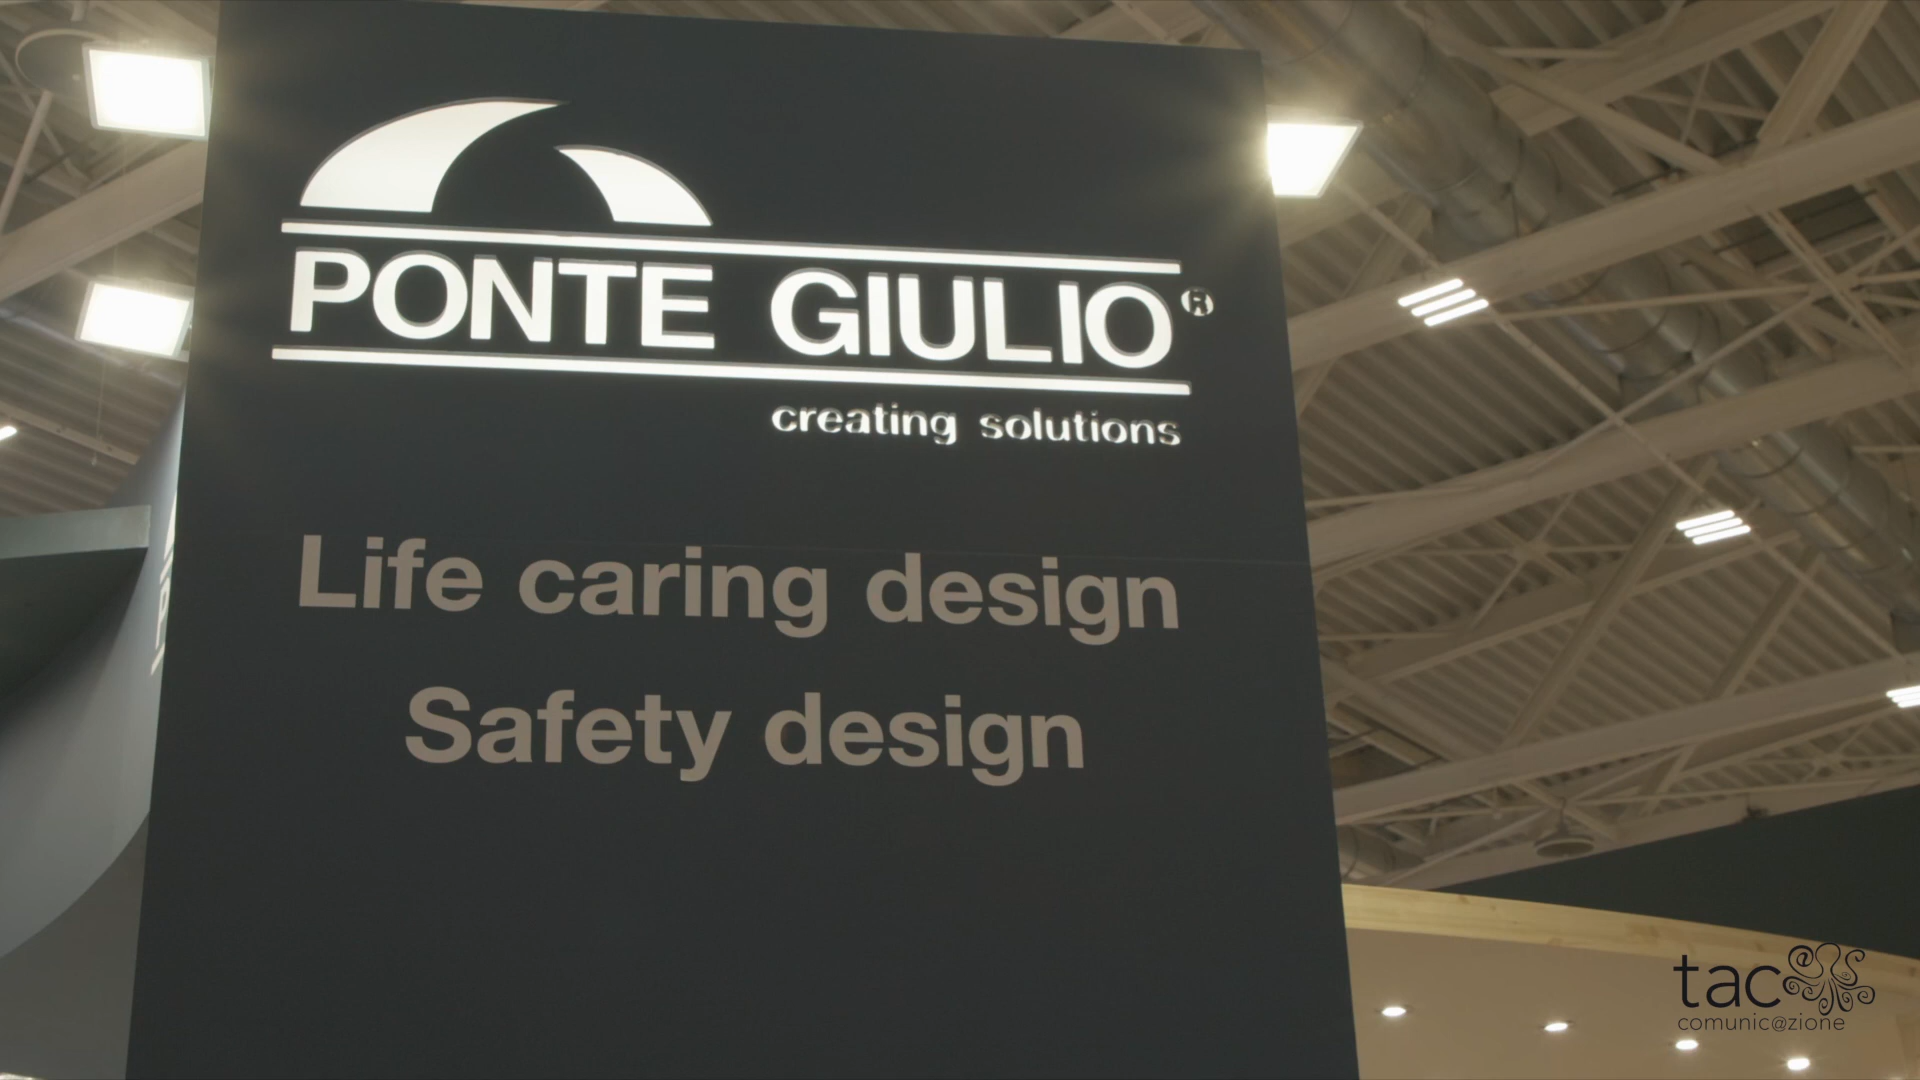 PONTE GIULIO®
creating solutions
Life caring design
Safety design
tac
comunic@zione